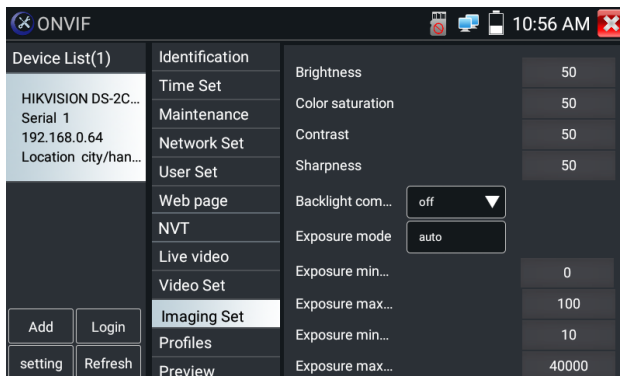 ONVIF
10:56 AM
Device List(1)
HIKVISION DS-2C...
Serial 1
192.168.0.64
Location city/han...
Add
Login
setting
Refresh
Identification
Time Set
Maintenance
Network Set
User Set
Web page
NVT
Live video
Video Set
Imaging Set
Profiles
Preview
Brightness 50
Color saturation 50
Contrast 50
Sharpness 50
Backlight com... off
Exposure mode auto
Exposure min... 0
Exposure max... 100
Exposure min... 10
Exposure max... 40000